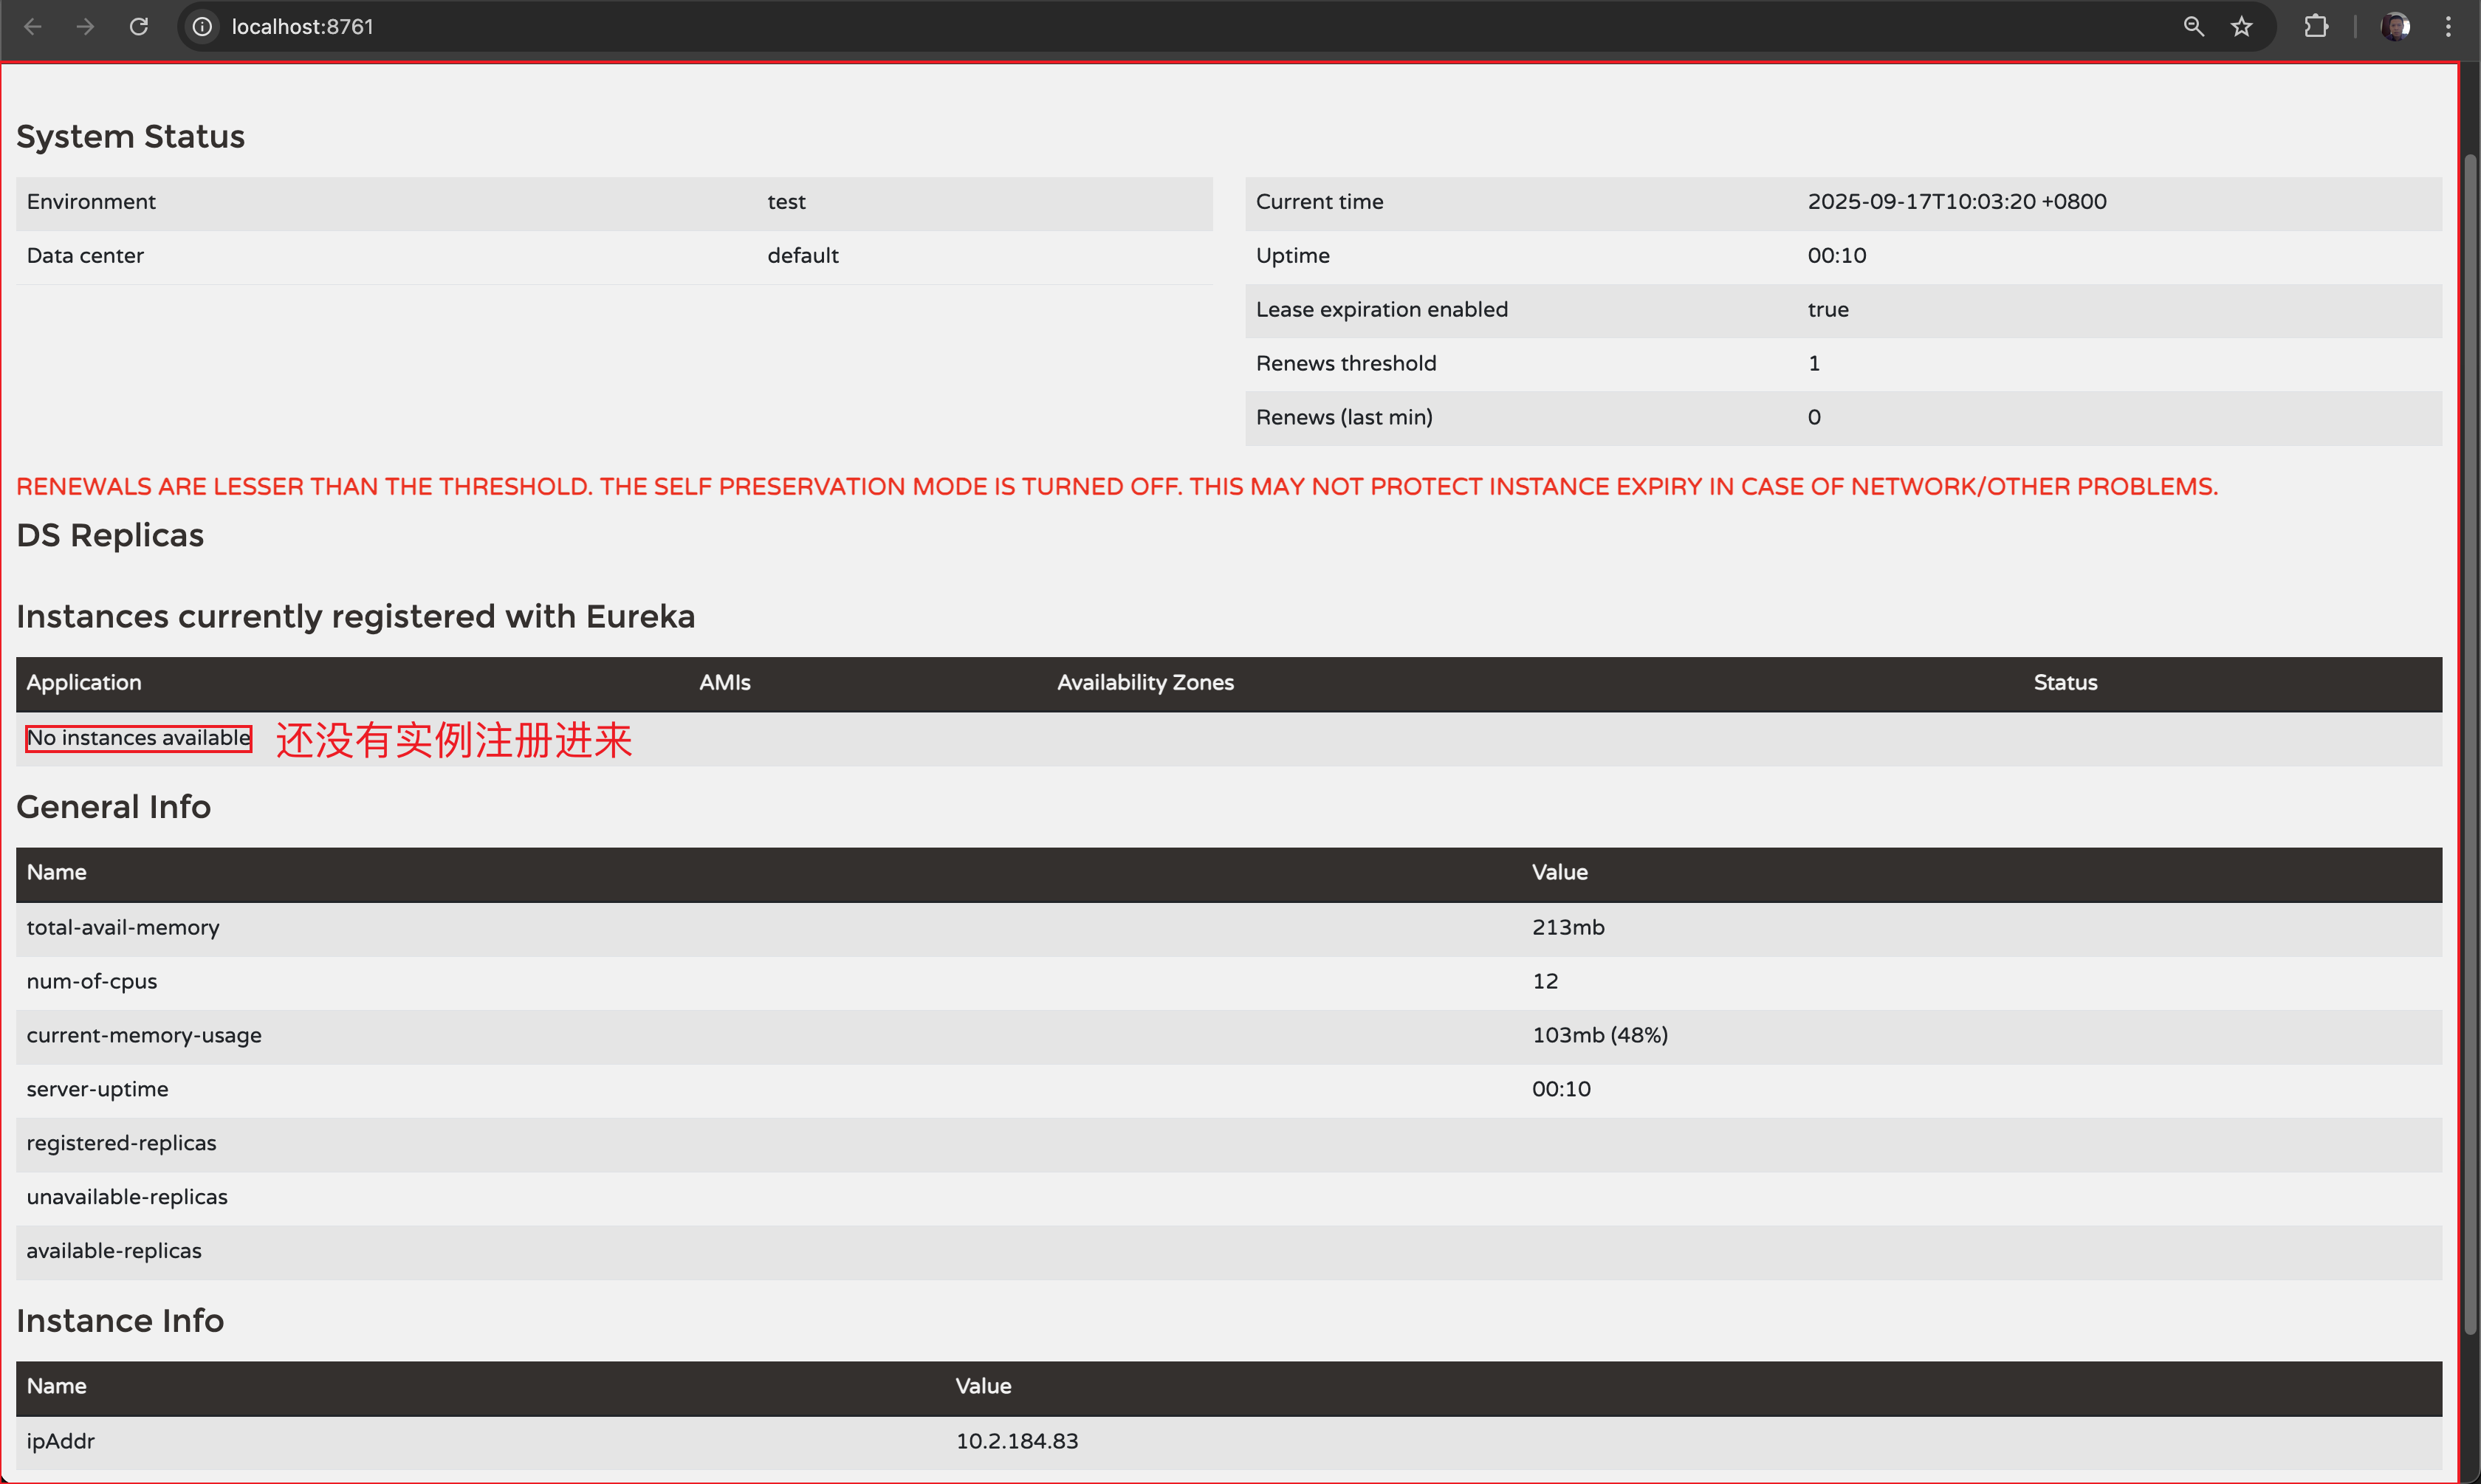 localhost:8761
System Status
Environment test
Data center default
Current time 2025-09-17T10:03:20 +0800
Uptime 00:10
Lease expiration enabled true
Renews threshold 1
Renews (last min) 0
RENEWALS ARE LESSER THAN THE THRESHOLD. THE SELF PRESERVATION MODE IS TURNED OFF. THIS MAY NOT PROTECT INSTANCE EXPIRY IN CASE OF NETWORK/OTHER PROBLEMS.
DS Replicas
Instances currently registered with Eureka
Application AMIs Availability Zones Status
No instances available 还没有实例注册进来
General Info
Name Value
total-avail-memory 213mb
num-of-cpus 12
current-memory-usage 103mb (48%)
server-uptime 00:10
registered-replicas
unavailable-replicas
available-replicas
Instance Info
Name Value
ipAddr 10.2.184.83